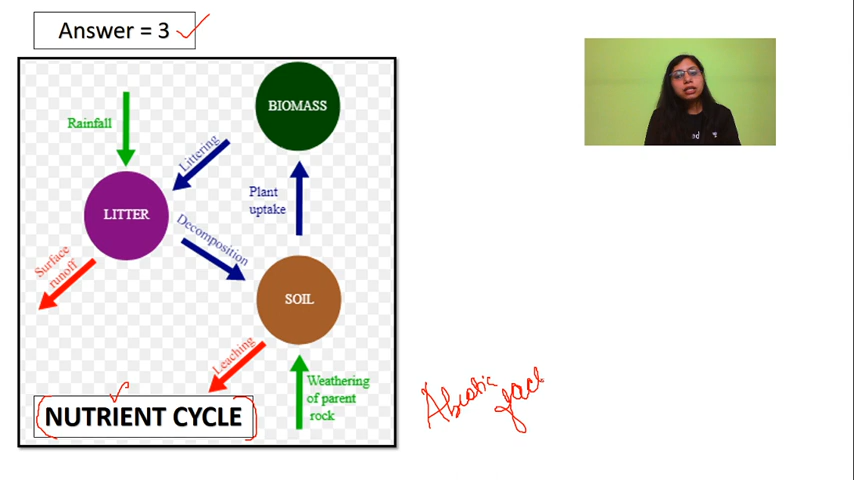 Answer = 3
BIOMASS
Rainfall
Littering
Plant
uptake
LITTER
Decomposition
Surface
runoff
SOIL
Leaching
Weathering
of parent
rock
NUTRIENT CYCLE
Abiotic
fact